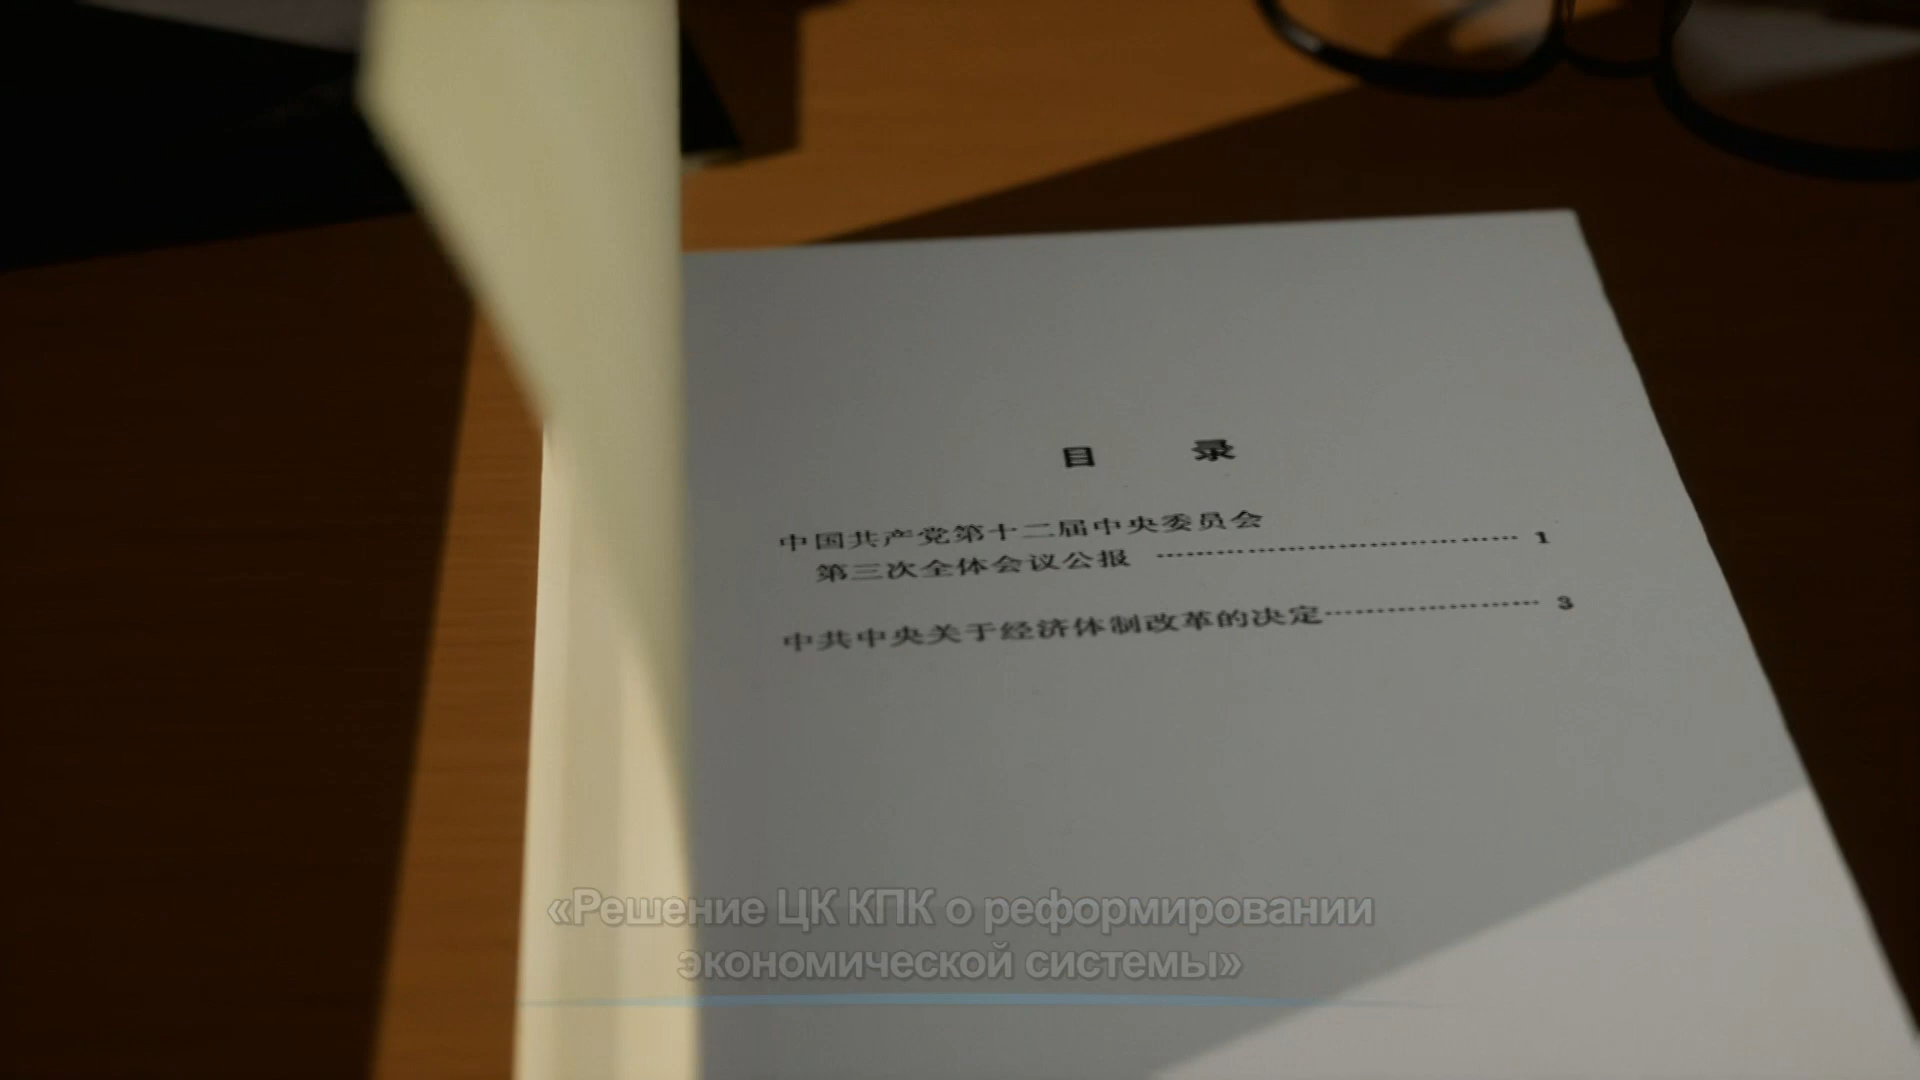 目 录
中国共产党第十二届中央委员会
第三次全体会议公报 ………………………………… 1
中共中央关于经济体制改革的决定…………………… 3
«Решение ЦК КПК о реформировании
экономической системы»